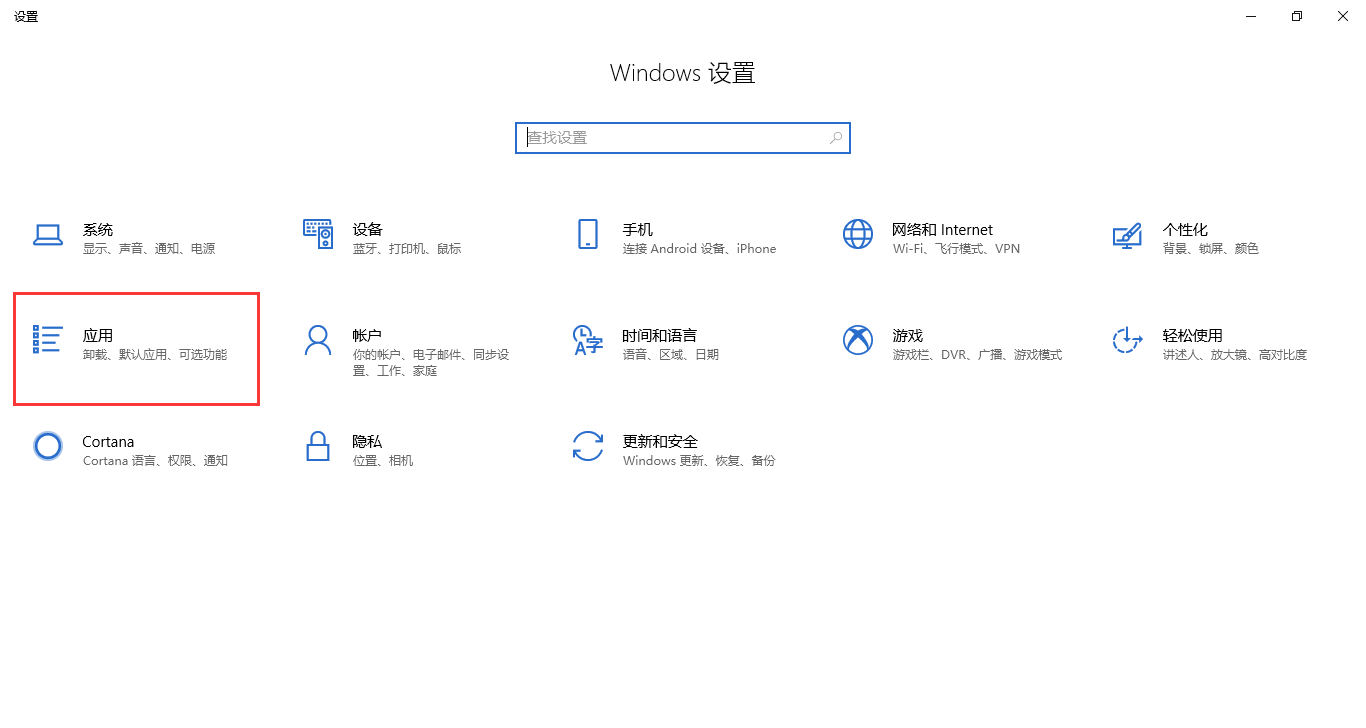 设置
Windows 设置
查找设置
系统
显示、声音、通知、电源
设备
蓝牙、打印机、鼠标
手机
连接 Android 设备、iPhone
网络和 Internet
Wi-Fi、飞行模式、VPN
个性化
背景、锁屏、颜色
应用
卸载、默认应用、可选功能
帐户
你的帐户、电子邮件、同步设
置、工作、家庭
时间和语言
语音、区域、日期
游戏
游戏栏、DVR、广播、游戏模式
轻松使用
讲述人、放大镜、高对比度
Cortana
Cortana 语言、权限、通知
隐私
位置、相机
更新和安全
Windows 更新、恢复、备份